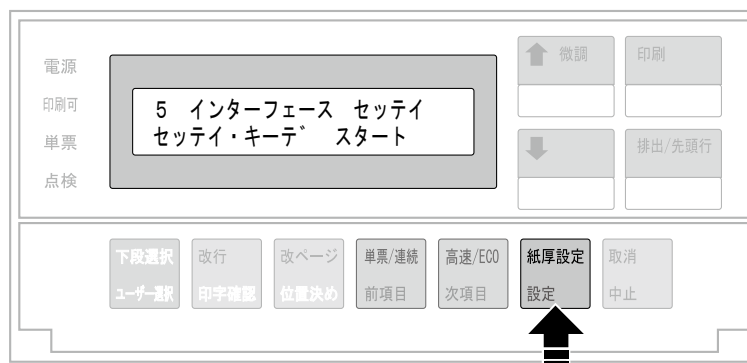 電源
印刷可
単票
点検
5 インターフェース セッテイ
セッテイ・キーデ゛ スタート
微調
印刷
排出/先頭行
下段選択
ユーザー選択
改行
印字確認
改ページ
位置決め
単票/連続
前項目
高速/ECO
次項目
紙厚設定
設定
取消
中止